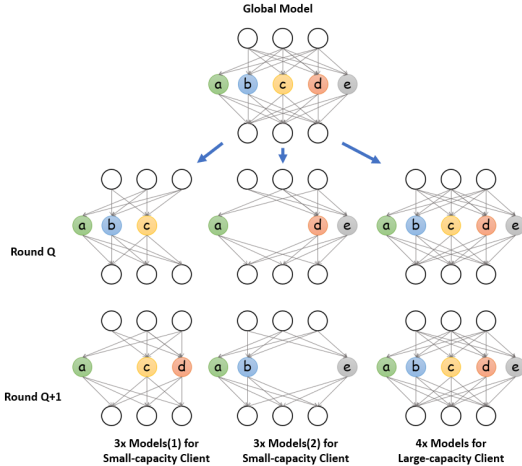 Global Model
a b c d e
a b c
a d e
a b c d e
Round Q
a c d
a b e
a b c d e
Round Q+1
3x Models(1) for
Small-capacity Client
3x Models(2) for
Small-capacity Client
4x Models for
Large-capacity Client